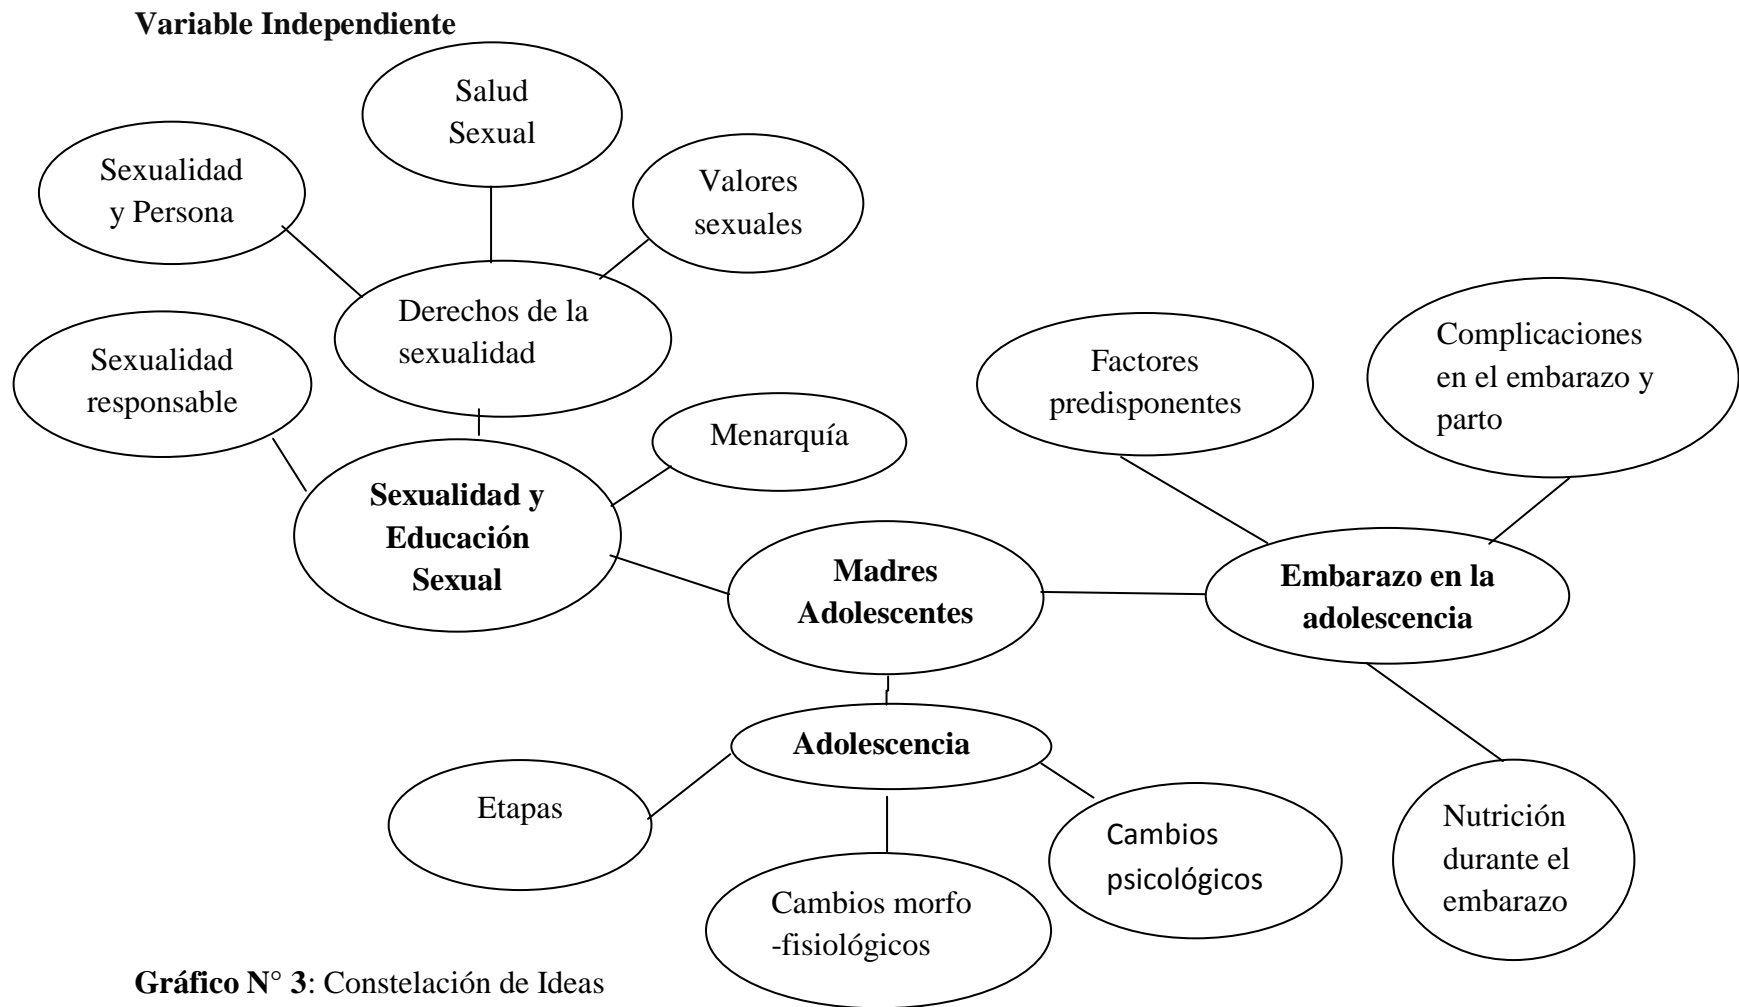 Variable Independiente
Salud
Sexual
Sexualidad
y Persona
Valores
sexuales
Derechos de la
sexualidad
Sexualidad
responsable
Menarquía
Factores
predisponentes
Complicaciones
en el embarazo y
parto
Sexualidad y
Educación
Sexual
Madres
Adolescentes
Embarazo en la
adolescencia
Adolescencia
Etapas
Cambios morfo
-fisiológicos
Cambios
psicológicos
Nutrición
durante el
embarazo
Gráfico N° 3: Constelación de Ideas